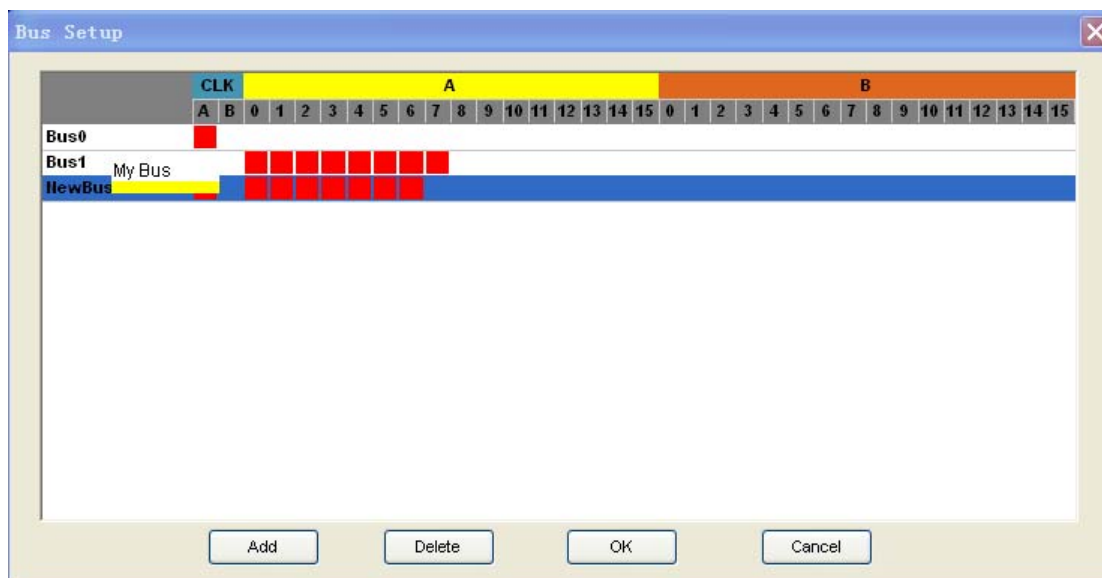 Bus Setup
CLK A B
A B 0 1 2 3 4 5 6 7 8 9 10 11 12 13 14 15 0 1 2 3 4 5 6 7 8 9 10 11 12 13 14 15
Bus0
Bus1
My Bus
NewBus
Add Delete OK Cancel